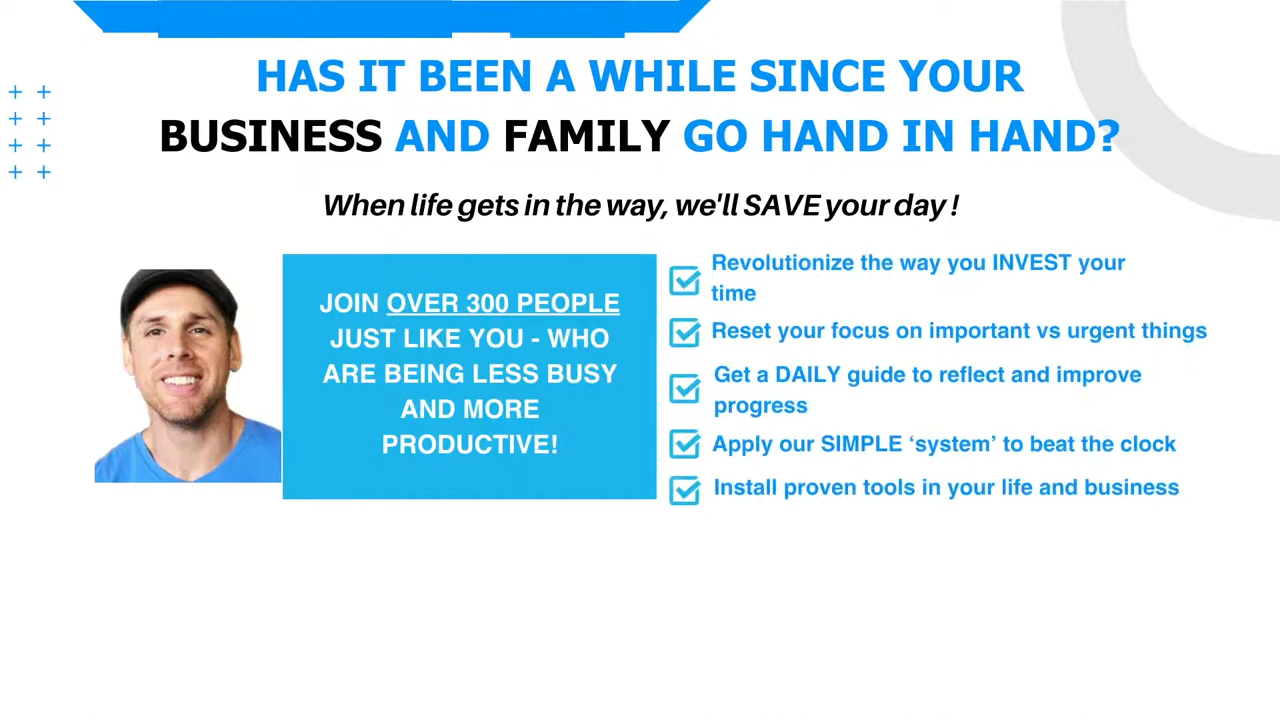 HAS IT BEEN A WHILE SINCE YOUR
BUSINESS AND FAMILY GO HAND IN HAND?
When life gets in the way, we'll SAVE your day !
JOIN OVER 300 PEOPLE
JUST LIKE YOU - WHO
ARE BEING LESS BUSY
AND MORE
PRODUCTIVE!
Revolutionize the way you INVEST your
time
Reset your focus on important vs urgent things
Get a DAILY guide to reflect and improve
progress
Apply our SIMPLE ‘system’ to beat the clock
Install proven tools in your life and business